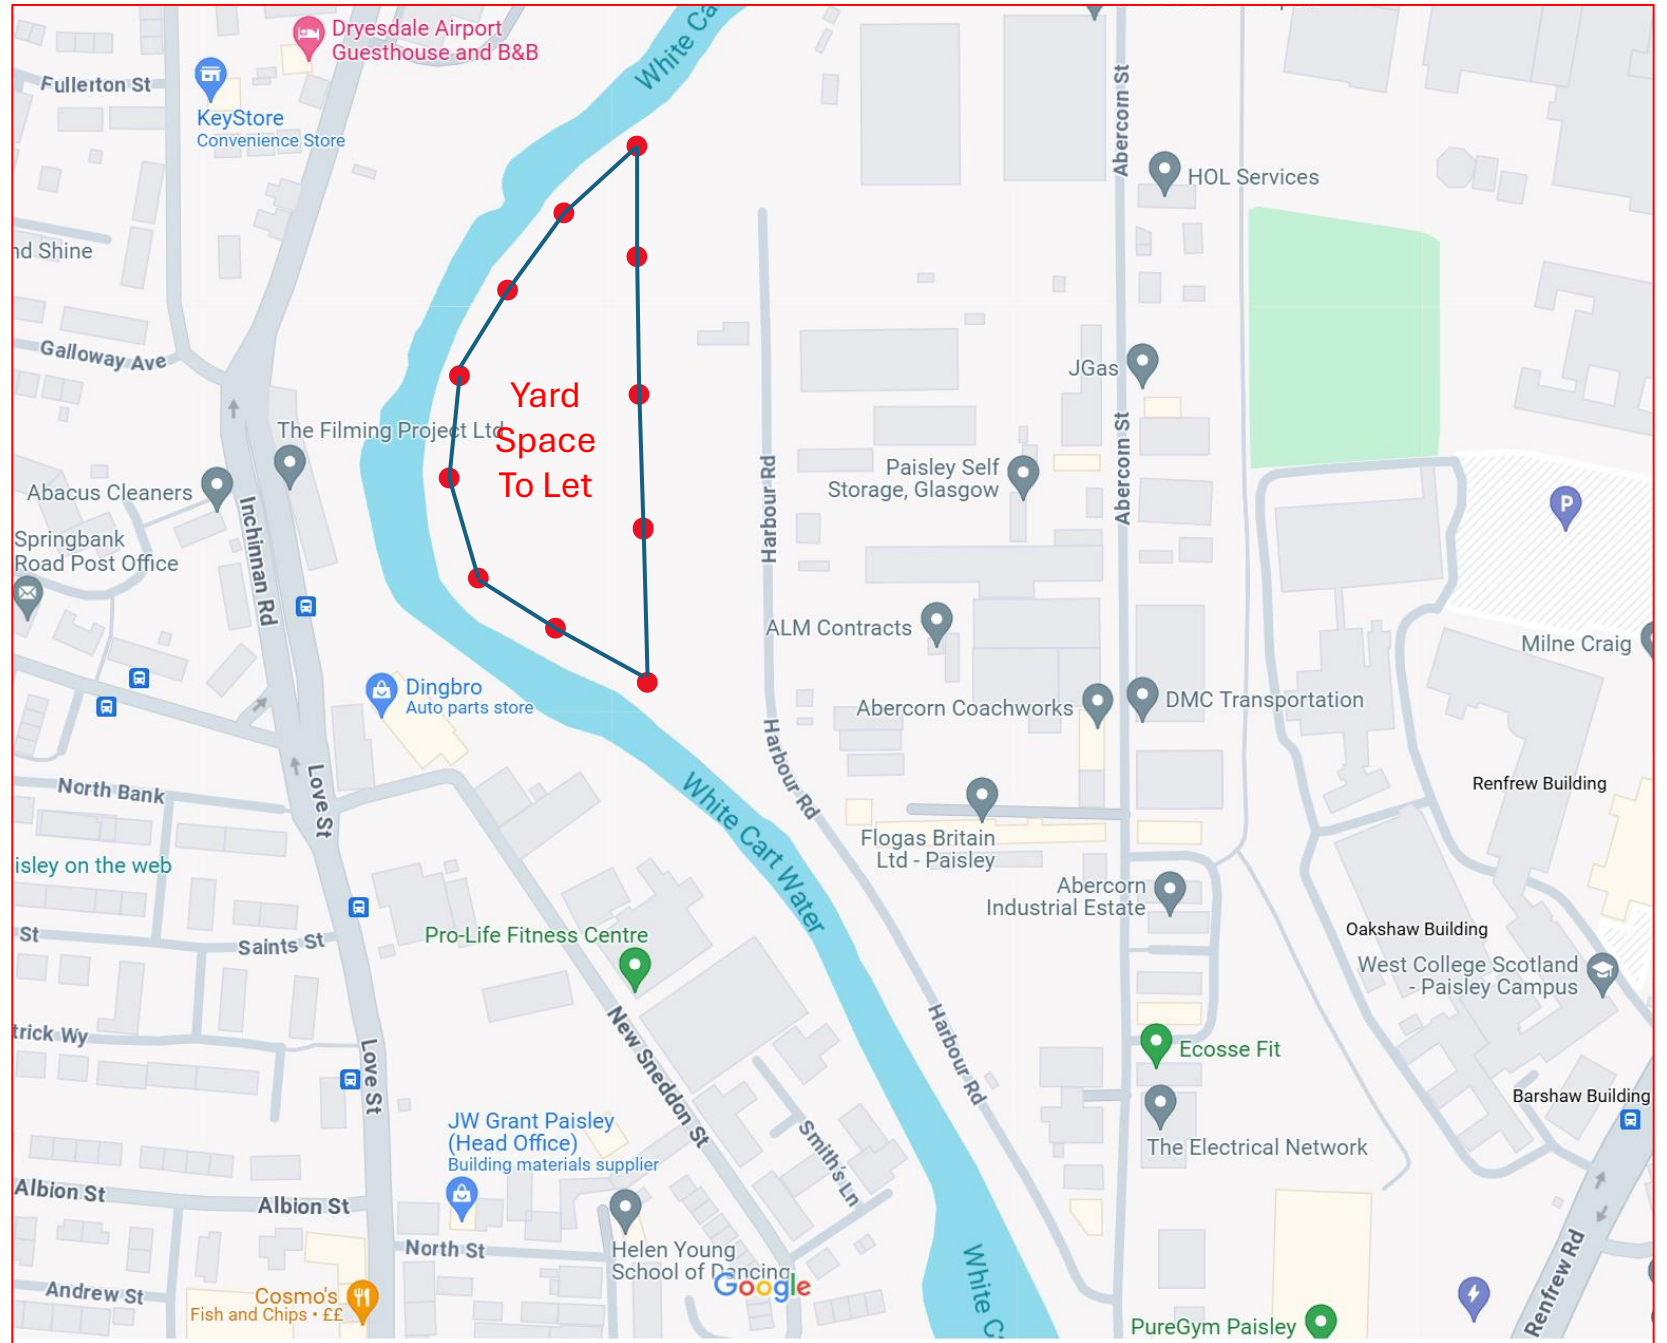 White Ca
Dryesdale Airport
Guesthouse and B&B
Fullerton St
KeyStore
Convenience Store
Abercorn St
HOL Services
nd Shine
Galloway Ave
JGas
Yard
Space
To Let
The Filming Project Ltd
Abercorn St
Harbour Rd
Paisley Self
Storage, Glasgow
P
Abacus Cleaners
Inchinnan Rd
Springbank
Road Post Office
ALM Contracts
Milne Craig
Dingbro
Auto parts store
Abercorn Coachworks
DMC Transportation
Harbour Rd
North Bank
Love St
White Cart Water
Renfrew Building
Flogas Britain
Ltd - Paisley
isley on the web
Abercorn
Industrial Estate
St
Saints St
Pro-Life Fitness Centre
Oakshaw Building
West College Scotland
- Paisley Campus
trick Wy
Love St
New Sneddon St
Harbour Rd
Ecosse Fit
Barshaw Building
JW Grant Paisley
(Head Office)
Building materials supplier
Smith's Ln
The Electrical Network
Albion St
Albion St
North St
Helen Young
School of Dancing
Google
White C
Renfrew Rd
Andrew St
Cosmo's
Fish and Chips • ££
PureGym Paisley